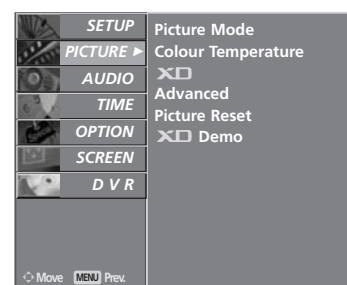 SETUP
PICTURE ►
AUDIO
TIME
OPTION
SCREEN
D V R
Picture Mode
Colour Temperature
XD
Advanced
Picture Reset
XD Demo
Move MENU Prev.